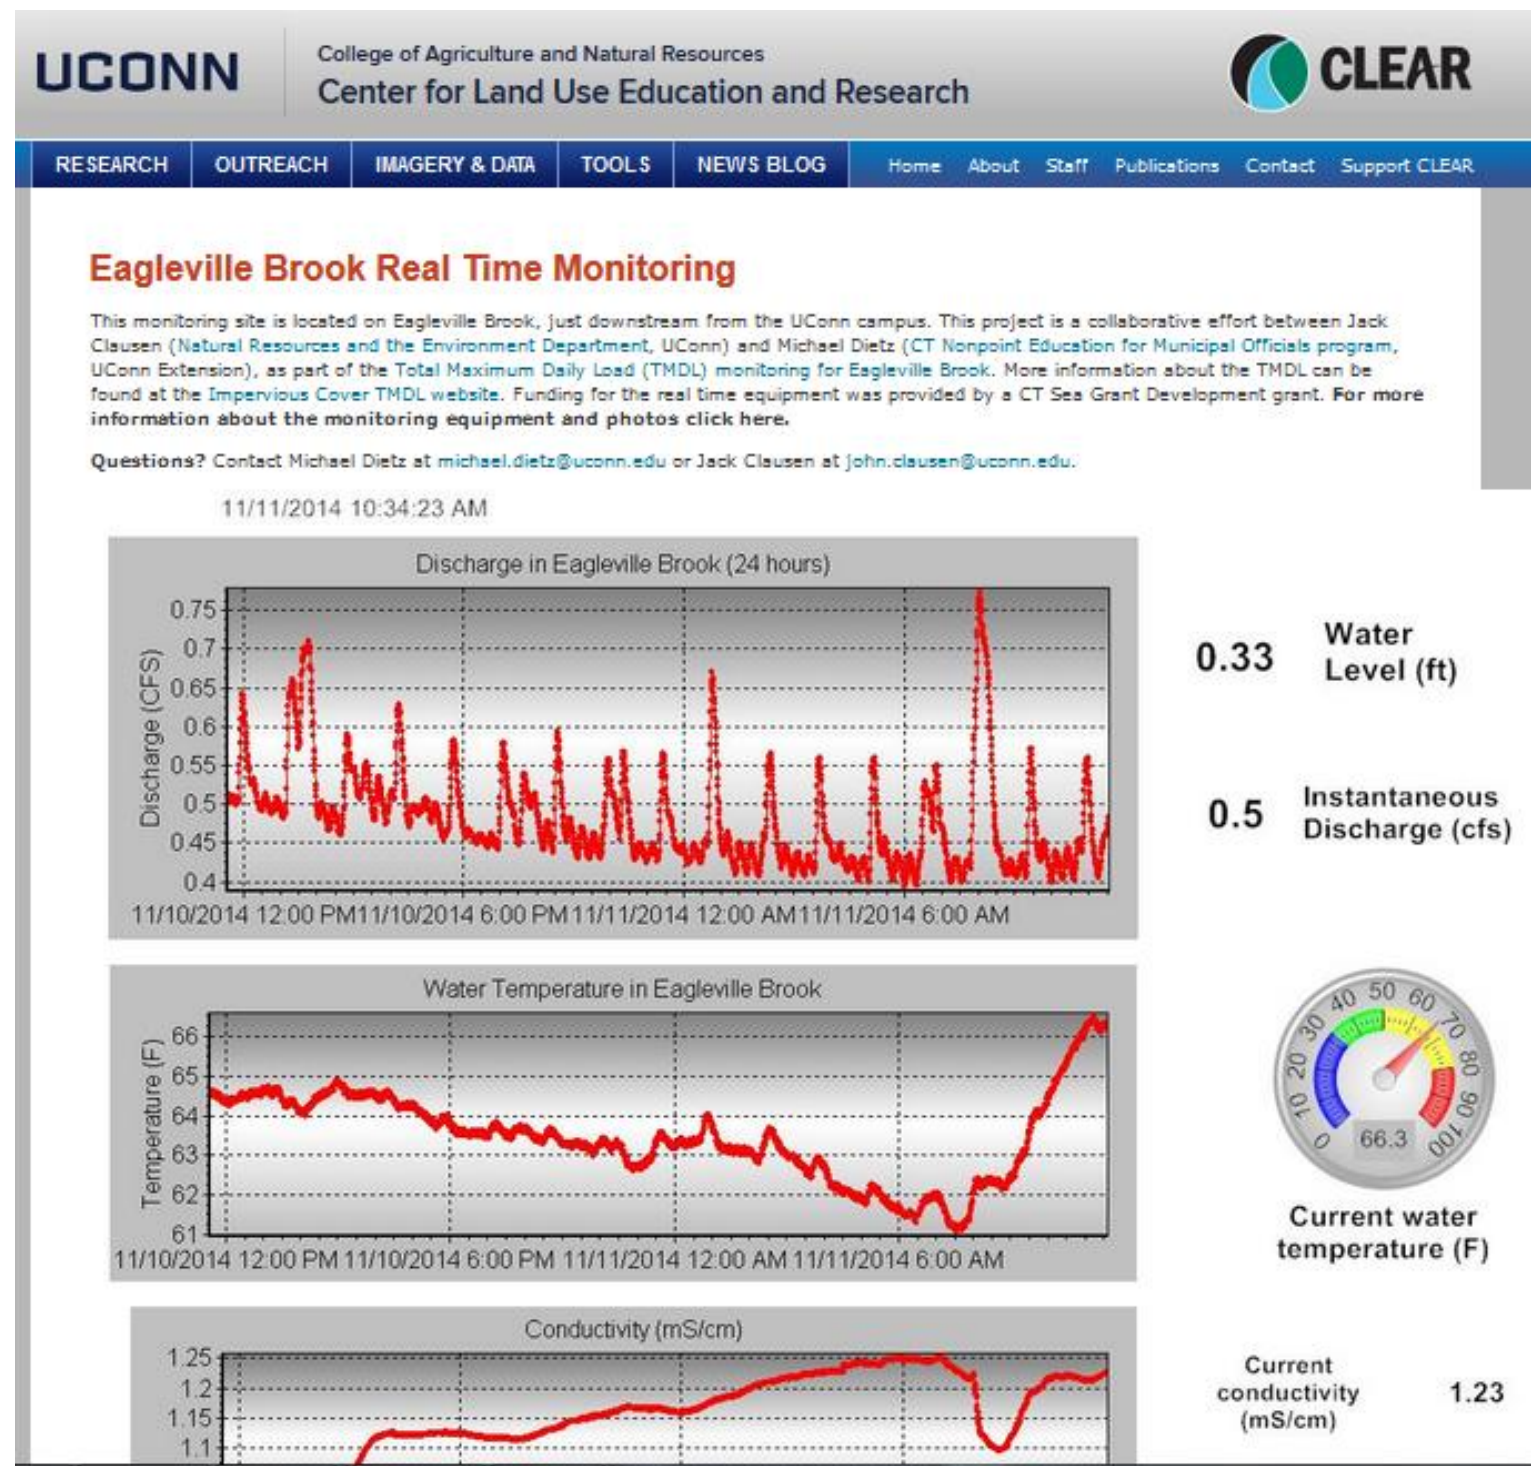 UCONN
College of Agriculture and Natural Resources
Center for Land Use Education and Research
CLEAR
RESEARCH OUTREACH IMAGERY & DATA TOOLS NEWS BLOG Home About Staff Publications Contact Support CLEAR
Eagleville Brook Real Time Monitoring
This monitoring site is located on Eagleville Brook, just downstream from the UConn campus. This project is a collaborative effort between Jack
Clausen (Natural Resources and the Environment Department, UConn) and Michael Dietz (CT Nonpoint Education for Municipal Officials program,
UConn Extension), as part of the Total Maximum Daily Load (TMDL) monitoring for Eagleville Brook. More information about the TMDL can be
found at the Impervious Cover TMDL website. Funding for the real time equipment was provided by a CT Sea Grant Development grant. For more
information about the monitoring equipment and photos click here.
Questions? Contact Michael Dietz at michael.dietz@uconn.edu or Jack Clausen at john.clausen@uconn.edu.
11/11/2014 10:34:23 AM
Discharge in Eagleville Brook (24 hours)
Discharge (CFS)
0.75
0.7
0.65
0.6
0.55
0.5
0.45
0.4
11/10/2014 12:00 PM 11/10/2014 6:00 PM 11/11/2014 12:00 AM 11/11/2014 6:00 AM
0.33
Water
Level (ft)
0.5
Instantaneous
Discharge (cfs)
Water Temperature in Eagleville Brook
Temperature (F)
66
65
64
63
62
61
11/10/2014 12:00 PM 11/10/2014 6:00 PM 11/11/2014 12:00 AM 11/11/2014 6:00 AM
0 10 20 30 40 50 60 70 80 90 100
66.3
Current water
temperature (F)
Conductivity (mS/cm)
1.25
1.2
1.15
1.1
Current
conductivity
(mS/cm)
1.23